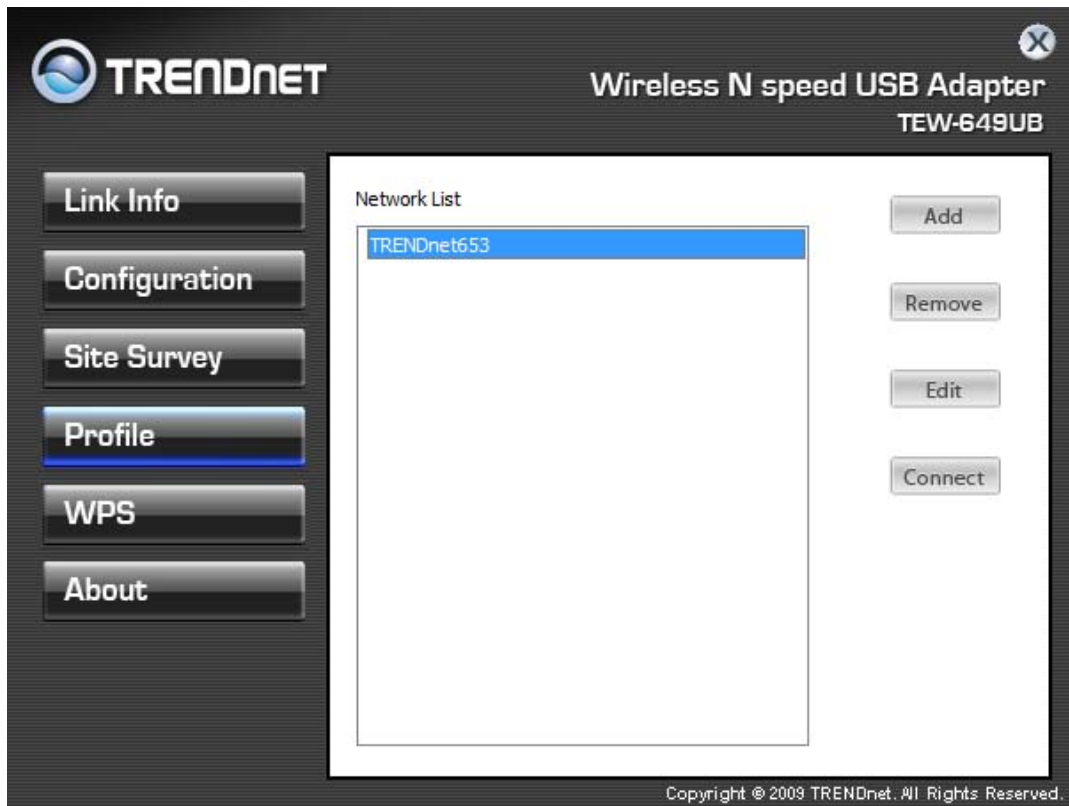 TRENDNET
Wireless N speed USB Adapter
TEW-649UB
Link Info
Configuration
Site Survey
Profile
WPS
About
Network List
TRENDnet653
Add
Remove
Edit
Connect
Copyright © 2009 TRENDnet. All Rights Reserved.